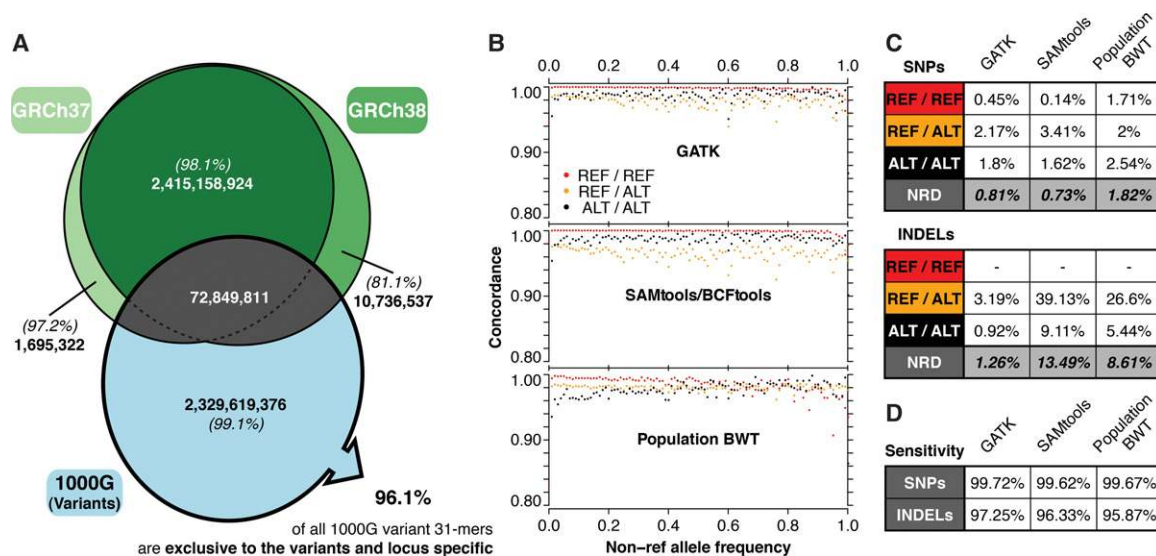 A
GRCh37
GRCh38
(98.1%)
2,415,158,924
72,849,811
(81.1%)
10,736,537
(97.2%)
1,695,322
2,329,619,376
(99.1%)
1000G
(Variants)
96.1%
of all 1000G variant 31-mers
are exclusive to the variants and locus specific
B
0.0 0.2 0.4 0.6 0.8 1.0
1.00
0.90
0.80
GATK
REF / REF
REF / ALT
ALT / ALT
1.00
0.90
0.80
SAMtools/BCFtools
1.00
0.90
0.80
Population BWT
Concordance
0.0 0.2 0.4 0.6 0.8 1.0
Non-ref allele frequency
C
SNPs GATK SAMtools Population BWT
REF / REF 0.45% 0.14% 1.71%
REF / ALT 2.17% 3.41% 2%
ALT / ALT 1.8% 1.62% 2.54%
NRD 0.81% 0.73% 1.82%
INDELs
REF / REF - - -
REF / ALT 3.19% 39.13% 26.6%
ALT / ALT 0.92% 9.11% 5.44%
NRD 1.26% 13.49% 8.61%
D
Sensitivity GATK SAMtools Population BWT
SNPs 99.72% 99.62% 99.67%
INDELs 97.25% 96.33% 95.87%